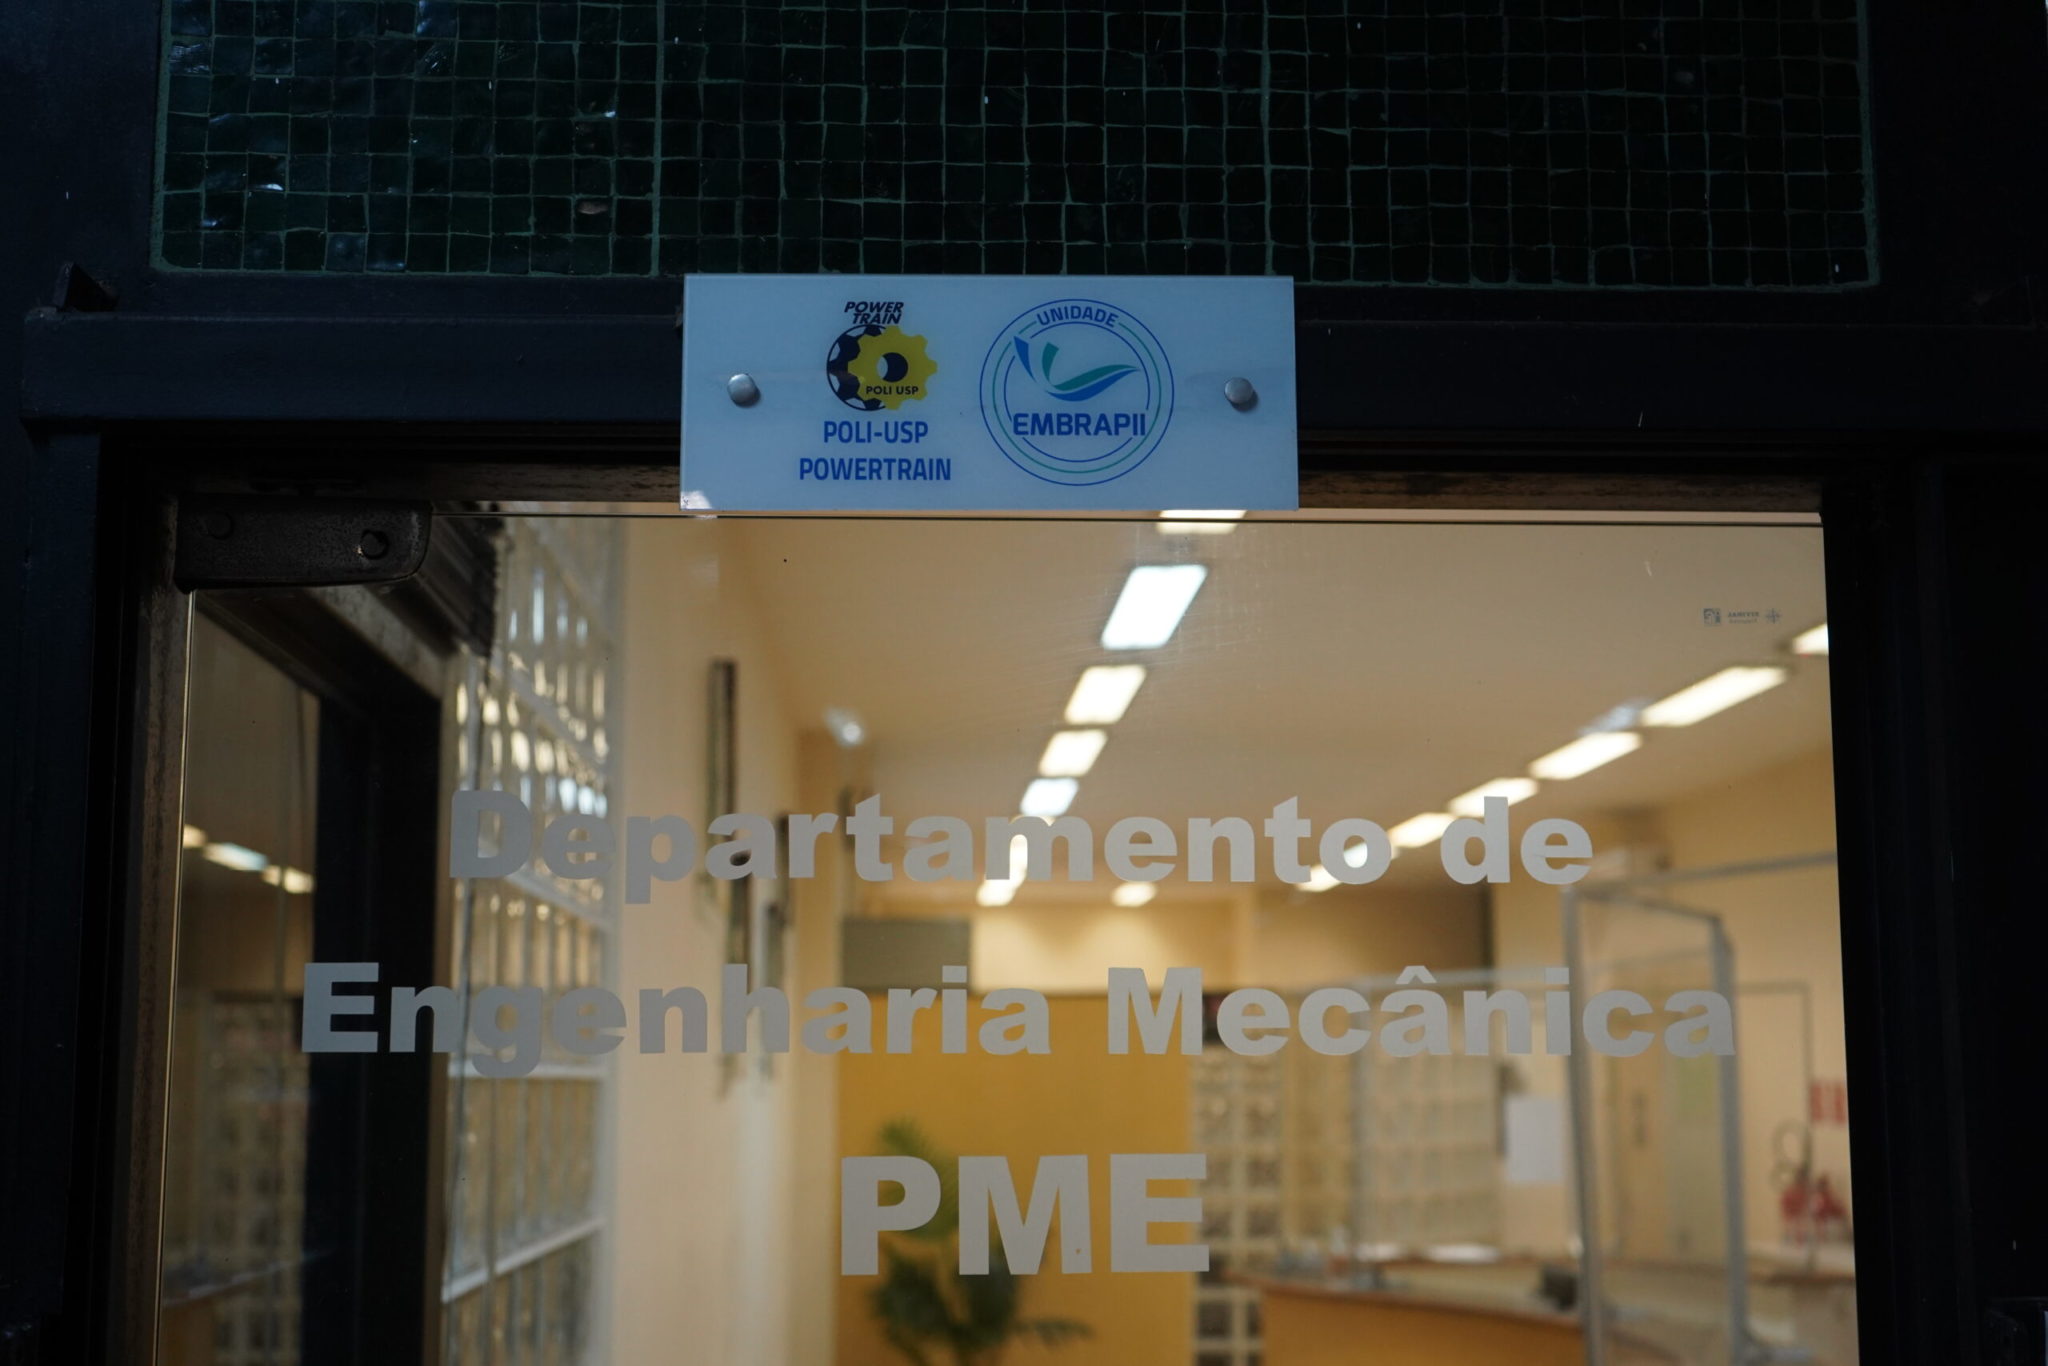 POWER
TRAIN
POLI USP
POLI-USP
POWERTRAIN
UNIDADE
EMBRAPII
Departamento de
Engenharia Mecânica
PME